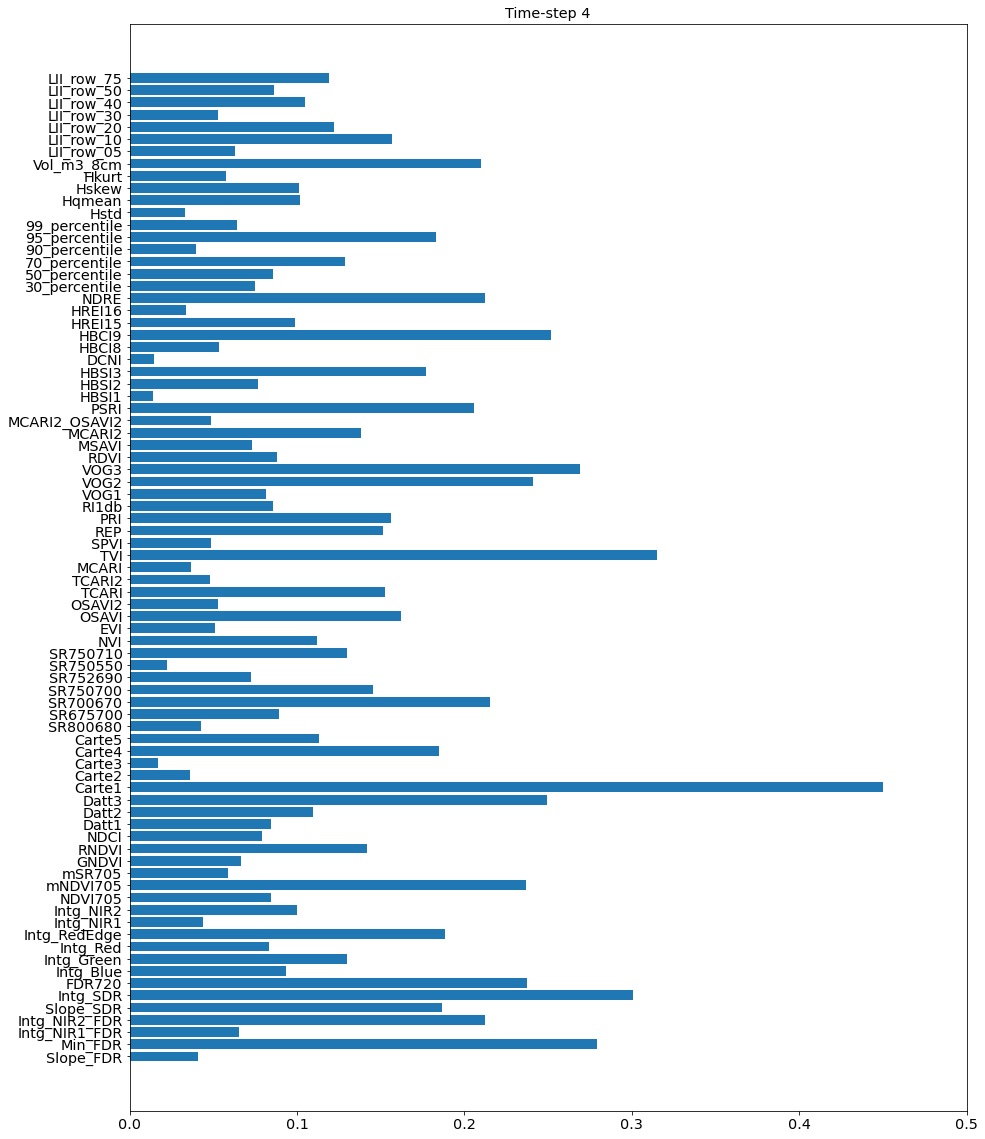 Time-step 4
LII_row_75
LII_row_50
LII_row_40
LII_row_30
LII_row_20
LII_row_10
LII_row_05
Vol_m3_8cm
Hkurt
Hskew
Hqmean
Hstd
99_percentile
95_percentile
90_percentile
70_percentile
50_percentile
30_percentile
NDRE
HREI16
HREI15
HBCI9
HBCI8
DCNI
HBSI3
HBSI2
HBSI1
PSRI
MCARI2_OSAVI2
MCARI2
MSAVI
RDVI
VOG3
VOG2
VOG1
RI1db
PRI
REP
SPVI
TVI
MCARI
TCARI2
TCARI
OSAVI2
OSAVI
EVI
NVI
SR750710
SR750550
SR752690
SR750700
SR700670
SR675700
SR800680
Carte5
Carte4
Carte3
Carte2
Carte1
Datt3
Datt2
Datt1
NDCI
RNDVI
GNDVI
mSR705
mNDVI705
NDVI705
Intg_NIR2
Intg_NIR1
Intg_RedEdge
Intg_Red
Intg_Green
Intg_Blue
FDR720
Intg_SDR
Slope_SDR
Intg_NIR2_FDR
Intg_NIR1_FDR
Min_FDR
Slope_FDR
0.0 0.1 0.2 0.3 0.4 0.5